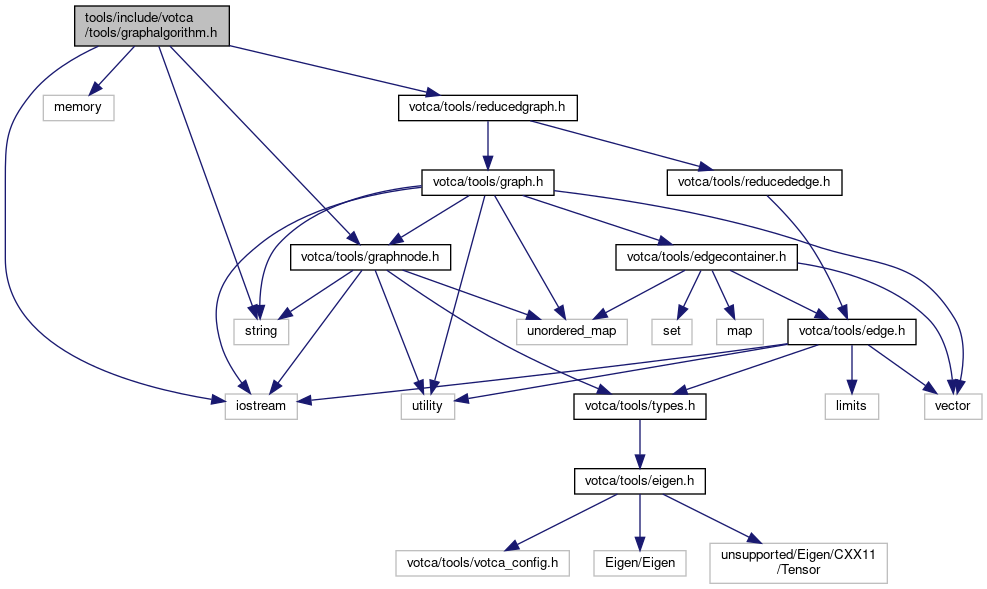 tools/include/votca
/tools/graphalgorithm.h
memory
votca/tools/reducedgraph.h
votca/tools/graph.h
votca/tools/reducededge.h
votca/tools/graphnode.h
votca/tools/edgecontainer.h
string
unordered_map
set
map
votca/tools/edge.h
iostream
utility
votca/tools/types.h
limits
vector
votca/tools/eigen.h
votca/tools/votca_config.h
Eigen/Eigen
unsupported/Eigen/CXX11
/Tensor